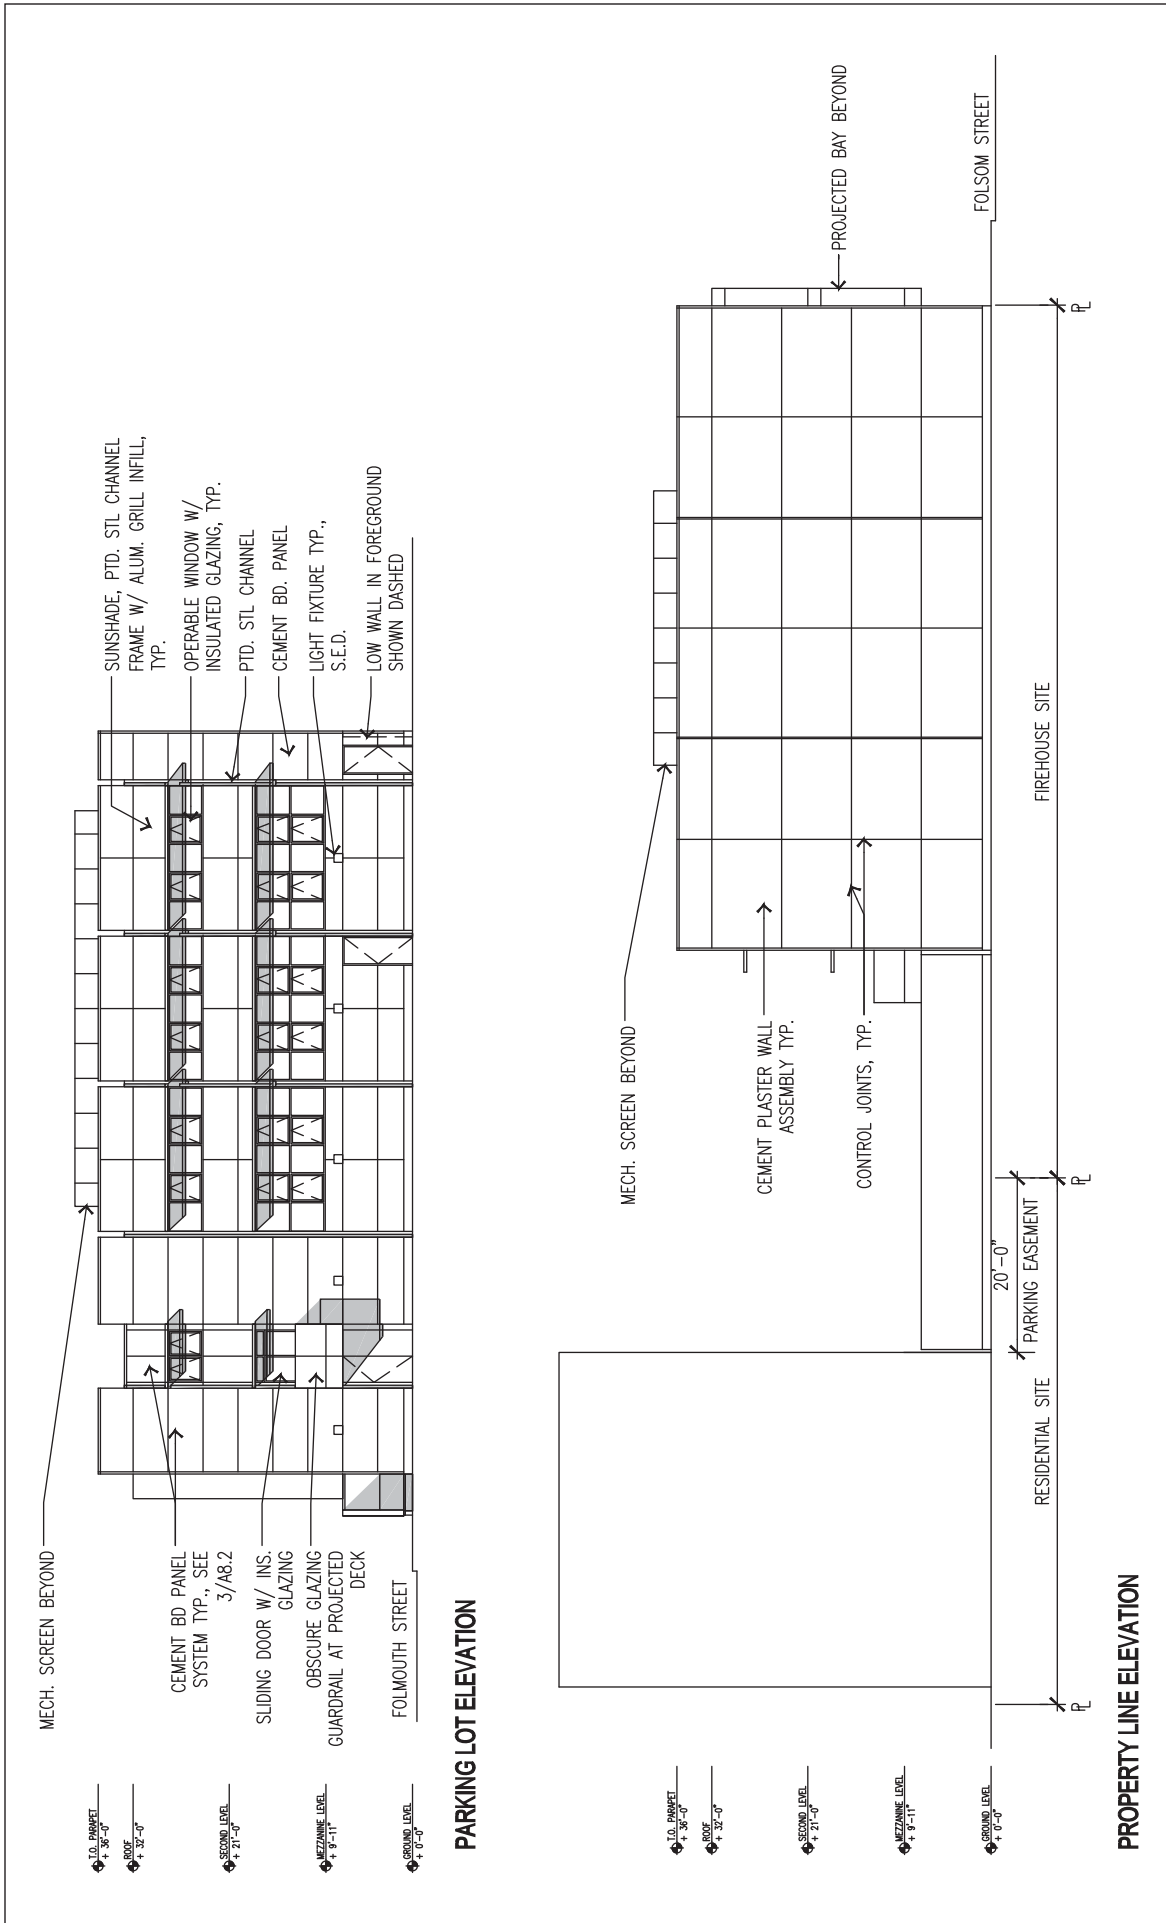 MECH. SCREEN BEYOND
CEMENT BD PANEL
SYSTEM TYP., SEE
3/A8.2
SLIDING DOOR W/ INS.
GLAZING
OBSCURE GLAZING
GUARDRAIL AT PROJECTED
DECK
FOLMOUTH STREET
SUNSHADE, PTD. STL CHANNEL
FRAME W/ ALUM. GRILL INFILL,
TYP.
OPERABLE WINDOW W/
INSULATED GLAZING, TYP.
PTD. STL CHANNEL
CEMENT BD. PANEL
LIGHT FIXTURE TYP.,
S.E.D.
LOW WALL IN FOREGROUND
SHOWN DASHED
T.O. PARAPET
+ 36'-0"
ROOF
+ 32'-0"
SECOND LEVEL
+ 21'-0"
MEZZANINE LEVEL
+ 9'-11"
GROUND LEVEL
+ 0'-0"
PARKING LOT ELEVATION
MECH. SCREEN BEYOND
CEMENT PLASTER WALL
ASSEMBLY TYP.
CONTROL JOINTS, TYP.
PROJECTED BAY BEYOND
FOLSOM STREET
20'-0"
PARKING EASEMENT
RESIDENTIAL SITE
FIREHOUSE SITE
PL
PL
PL
T.O. PARAPET
+ 36'-0"
ROOF
+ 32'-0"
SECOND LEVEL
+ 21'-0"
MEZZANINE LEVEL
+ 9'-11"
GROUND LEVEL
+ 0'-0"
PROPERTY LINE ELEVATION